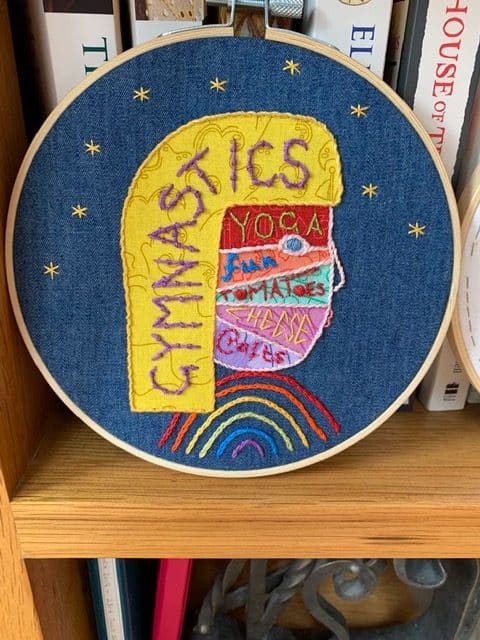 GYMNASTICS
YOGA
fun
TOMATOES
CHEESE
HOUSE OF